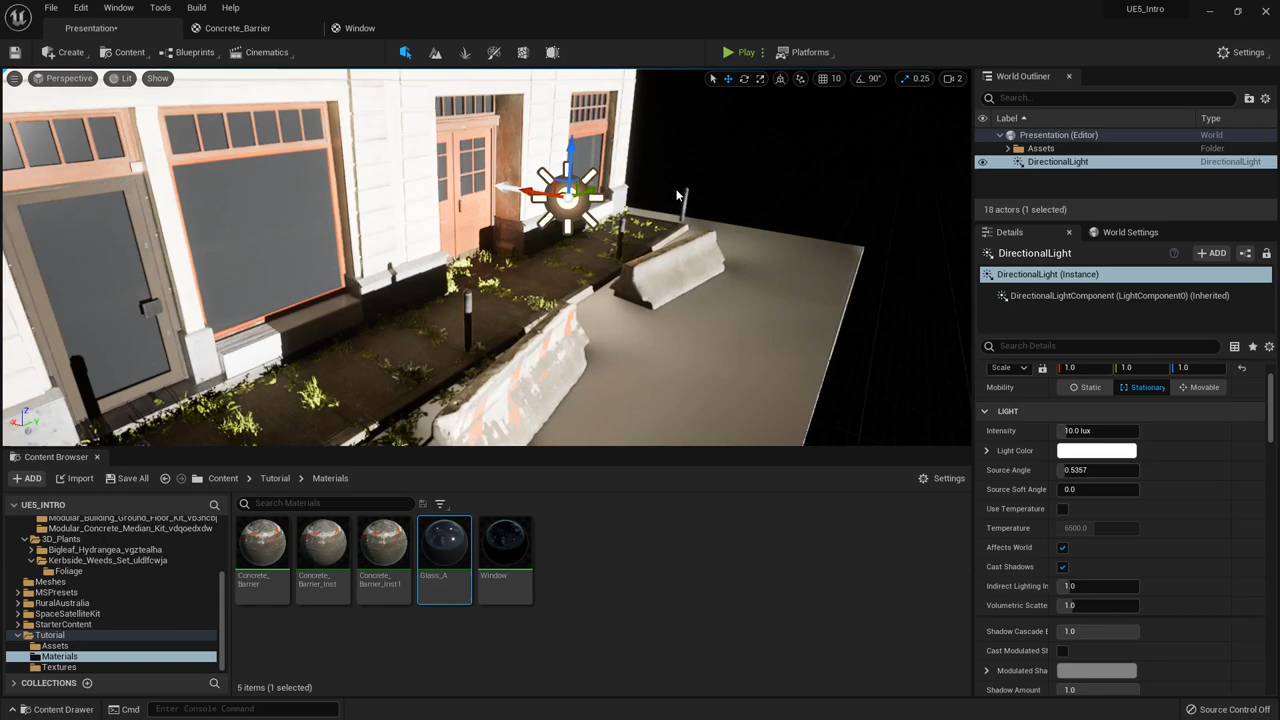 File Edit Window Tools Build Help
UE5_Intro
Presentation* Concrete_Barrier Window
Create Content Blueprints Cinematics Play Platforms Settings
Perspective Lit Show 10 90° 0.25 2
World Outliner
Search...
Label Type
Presentation (Editor) World
Assets Folder
DirectionalLight DirectionalLight
18 actors (1 selected)
Details World Settings
DirectionalLight + ADD
DirectionalLight (Instance)
DirectionalLightComponent (LightComponent0) (Inherited)
Search Details
Scale 1.0 1.0 1.0
Mobility Static Stationary Movable
LIGHT
Intensity 10.0 lux
Light Color
Source Angle 0.5357
Source Soft Angle 0.0
Use Temperature
Temperature 6500.0
Affects World
Cast Shadows
Indirect Lighting In 1.0
Volumetric Scatte 1.0
Shadow Cascade B 1.0
Cast Modulated Sh
Modulated Sha
Shadow Amount 1.0
Z
X Y
Content Browser
+ ADD Import Save All Content Tutorial Materials Settings
UE5_INTRO
Modular_Building_Ground_Floor_Kit_vb3ncbj
Modular_Concrete_Median_Kit_vdqoedxdw
3D_Plants
Bigleaf_Hydrangea_vgztealha
Kerbside_Weeds_Set_uldlfcwja
Foliage
Meshes
MSPresets
RuralAustralia
SpaceSatelliteKit
StarterContent
Tutorial
Assets
Materials
Textures
COLLECTIONS
Search Materials
Concrete_
Barrier
Concrete_
Barrier_Inst
Concrete_
Barrier_Inst1
Glass_A
Window
5 items (1 selected)
Content Drawer Cmd Enter Console Command Source Control Off